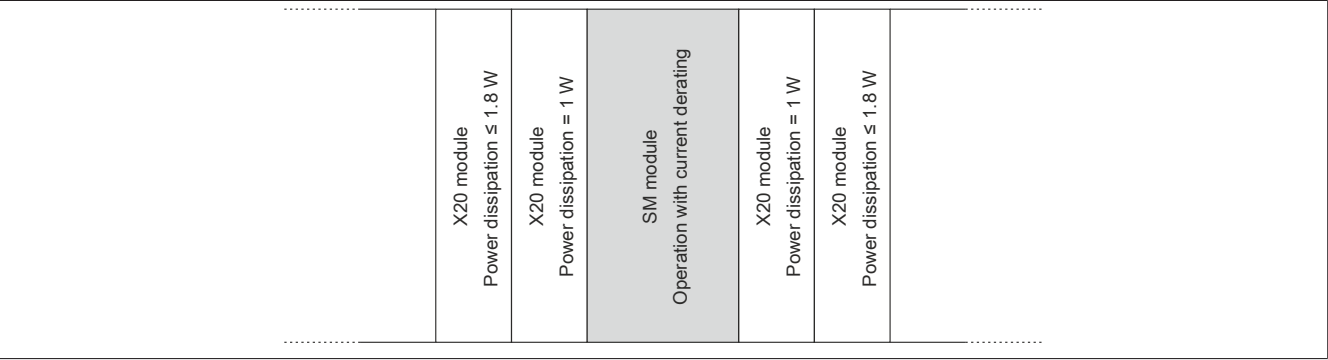 X20 module
Power dissipation ≤ 1.8 W
X20 module
Power dissipation = 1 W
SM module
Operation with current derating
X20 module
Power dissipation = 1 W
X20 module
Power dissipation ≤ 1.8 W